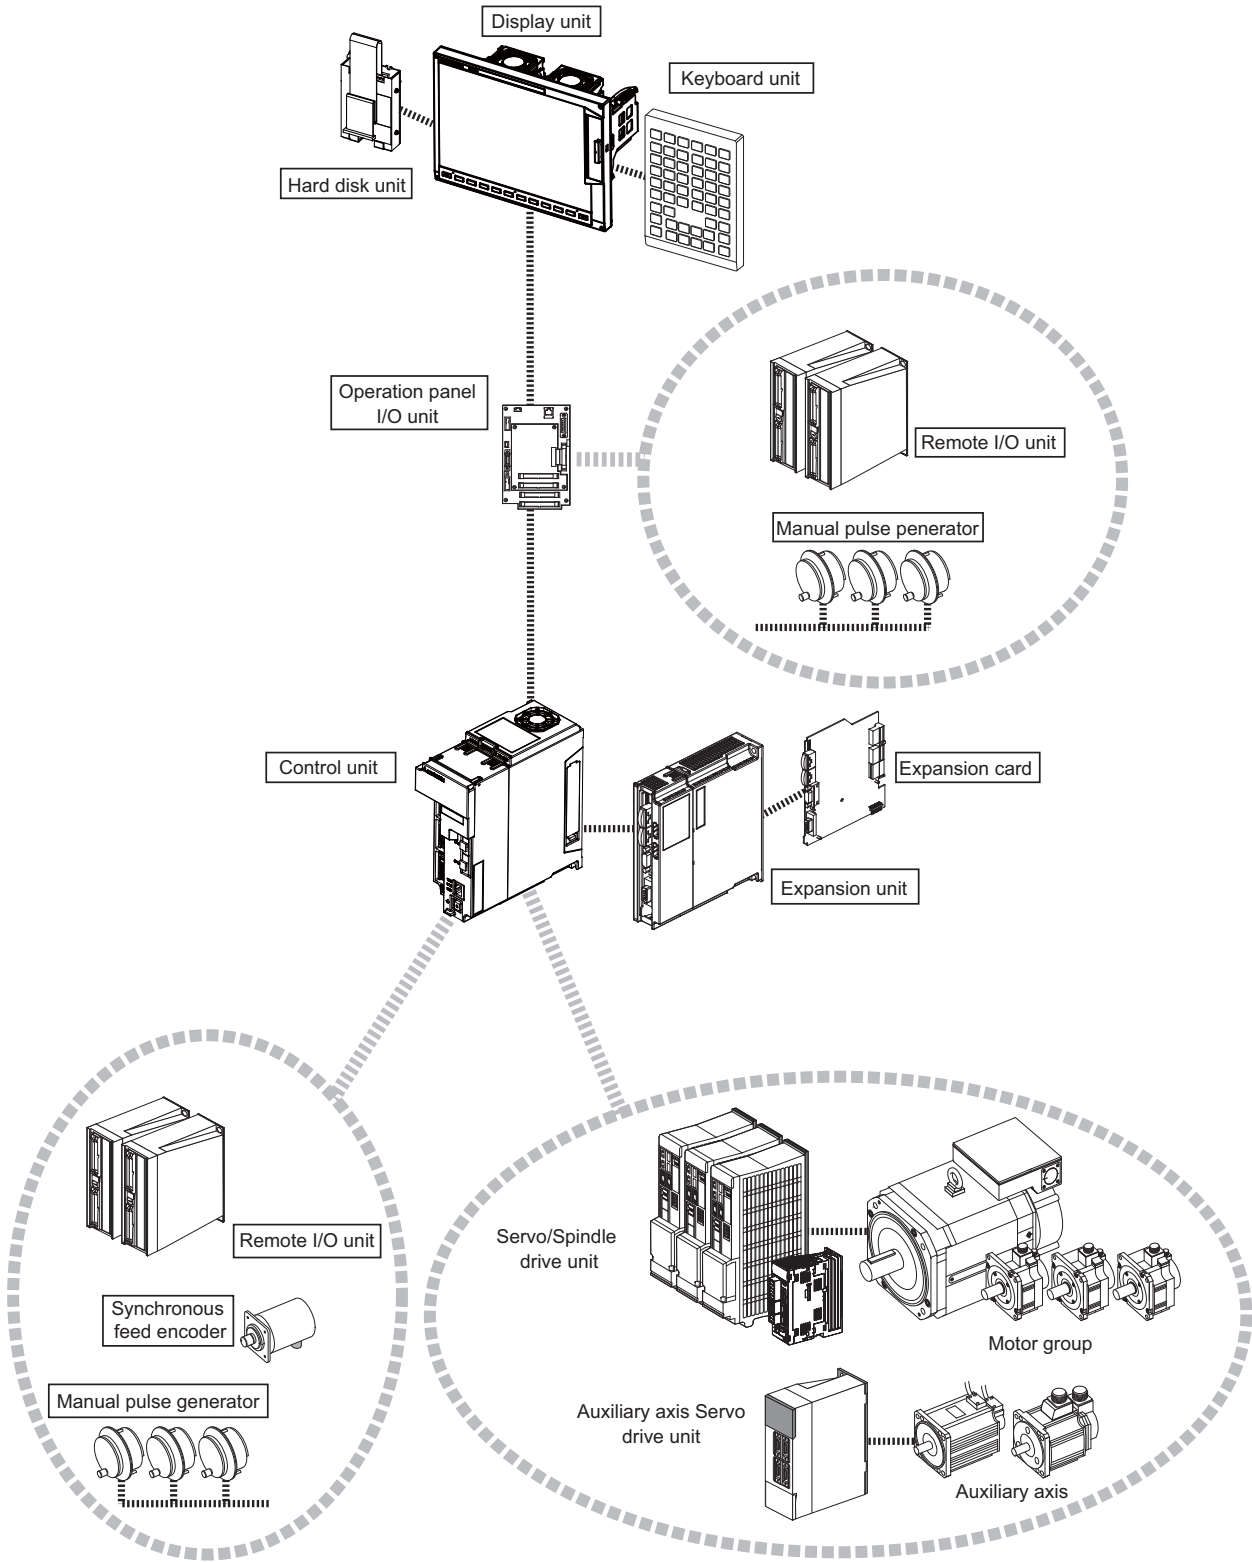 Display unit
Keyboard unit
Hard disk unit
Operation panel
I/O unit
Remote I/O unit
Manual pulse penerator
Control unit
Expansion card
Expansion unit
Remote I/O unit
Synchronous
feed encoder
Manual pulse generator
Servo/Spindle
drive unit
Motor group
Auxiliary axis Servo
drive unit
Auxiliary axis